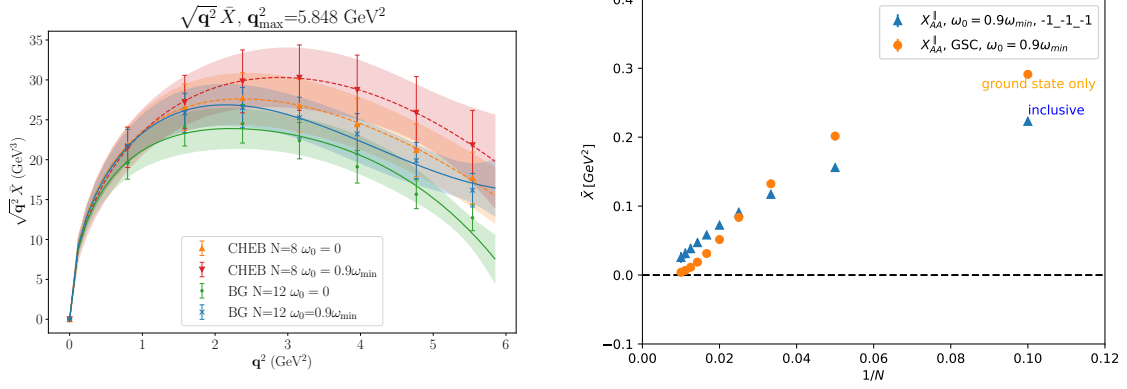 √q² X̄, q²max=5.848 GeV²
√q² X̄ (GeV³)
35
30
25
20
15
10
5
0
CHEB N=8 ω₀ = 0
CHEB N=8 ω₀ = 0.9ωmin
BG N=12 ω₀ = 0
BG N=12 ω₀=0.9ωmin
0 1 2 3 4 5 6
q² (GeV²)
X̄ [GeV²]
0.4
0.3
0.2
0.1
0.0
−0.1
X∥AA, ω₀ = 0.9ωmin, -1_-1_-1
X∥AA, GSC, ω₀ = 0.9ωmin
ground state only
inclusive
0.00 0.02 0.04 0.06 0.08 0.10 0.12
1/N